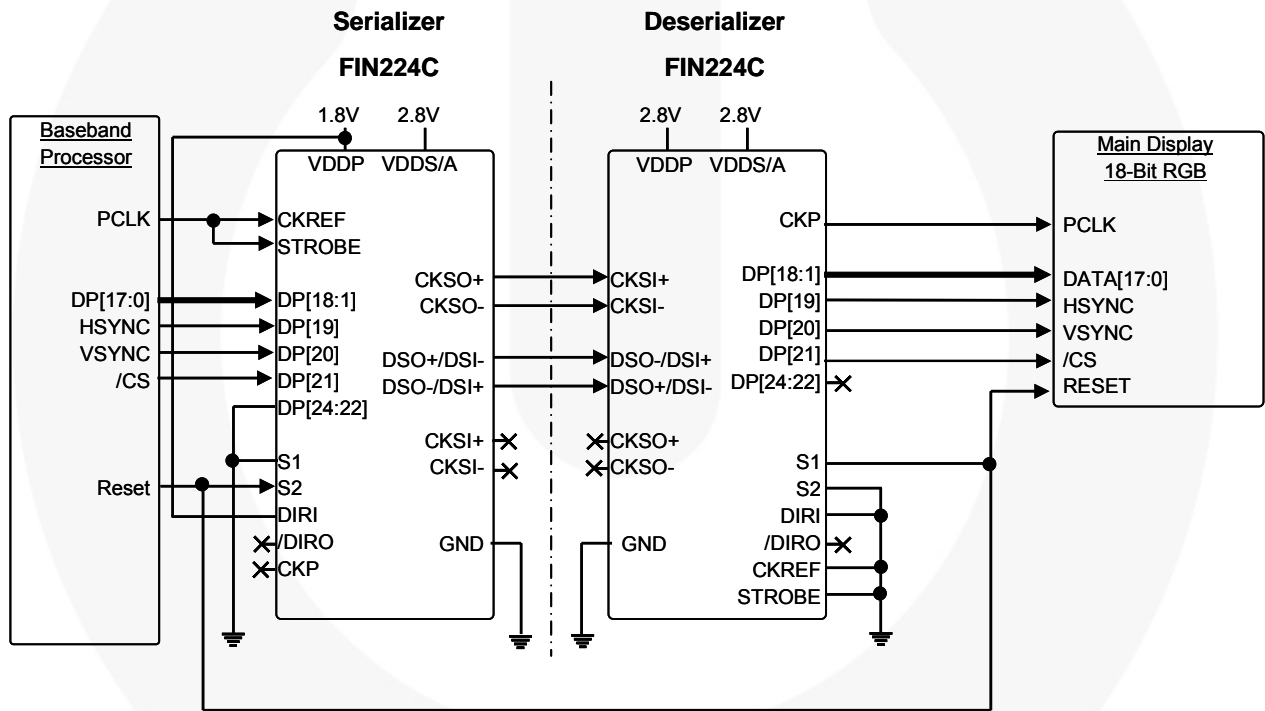 Serializer
FIN224C
Deserializer
FIN224C
1.8V 2.8V
VDDP VDDS/A
2.8V 2.8V
VDDP VDDS/A
Baseband
Processor
PCLK
DP[17:0]
HSYNC
VSYNC
/CS
Reset
CKREF
STROBE
DP[18:1]
DP[19]
DP[20]
DP[21]
DP[24:22]
S1
S2
DIRI
/DIRO
CKP
CKSO+
CKSO-
DSO+/DSI-
DSO-/DSI+
CKSI+
CKSI-
GND
CKSI+
CKSI-
DSO-/DSI+
DSO+/DSI-
CKSO+
CKSO-
GND
CKP
DP[18:1]
DP[19]
DP[20]
DP[21]
DP[24:22]
S1
S2
DIRI
/DIRO
CKREF
STROBE
Main Display
18-Bit RGB
PCLK
DATA[17:0]
HSYNC
VSYNC
/CS
RESET